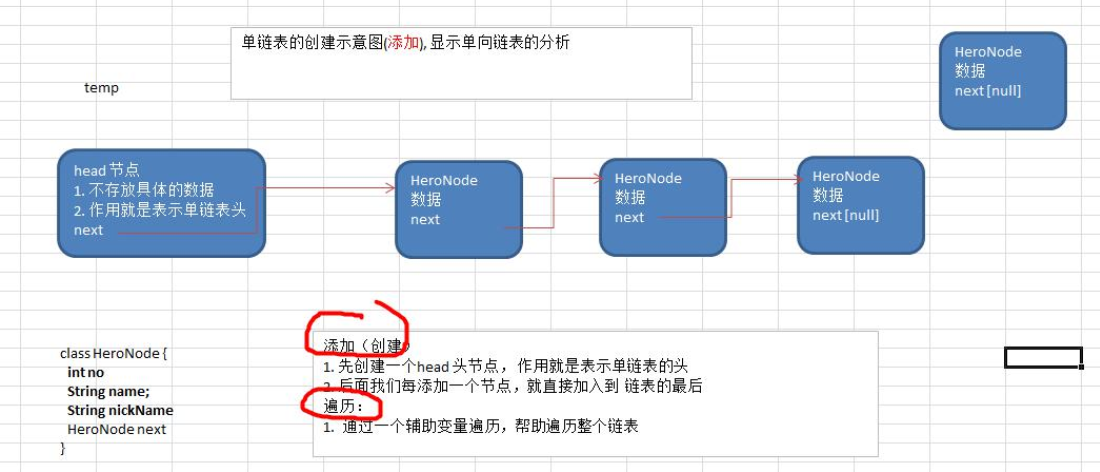 单链表的创建示意图(添加), 显示单向链表的分析
HeroNode
数据
next [null]
temp
head 节点
1. 不存放具体的数据
2. 作用就是表示单链表头
next
HeroNode
数据
next
HeroNode
数据
next
HeroNode
数据
next [null]
class HeroNode {
int no
String name;
String nickName
HeroNode next
}
添加（创建）
1. 先创建一个head 头节点， 作用就是表示单链表的头
2. 后面我们每添加一个节点，就直接加入到 链表的最后
遍历：
1. 通过一个辅助变量遍历，帮助遍历整个链表